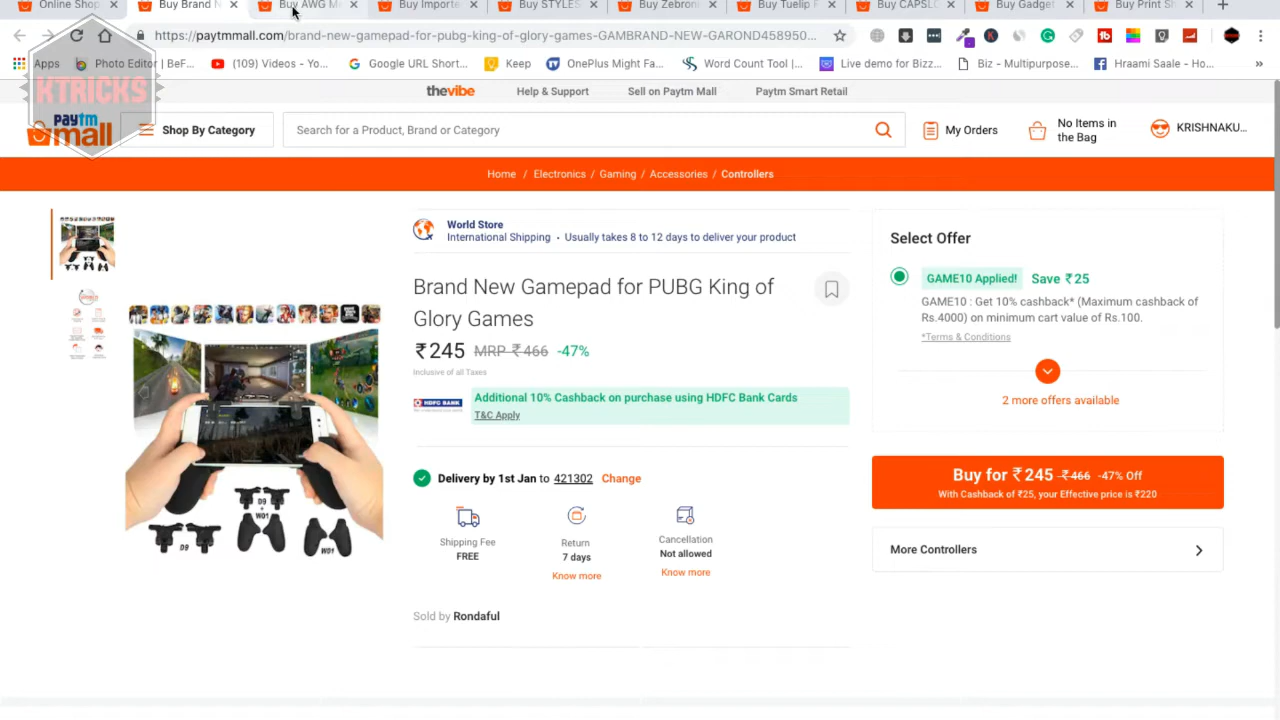 Online Shop
Buy Brand N
Buy AWG Me
Buy Importe
Buy STYLES
Buy Zebroni
Buy Tuelip F
Buy CAPSLO
Buy Gadget
Buy Print Sh
https://paytmmall.com/brand-new-gamepad-for-pubg-king-of-glory-games-GAMBRAND-NEW-GAROND458950...
Apps
Photo Editor | BeF...
(109) Videos - Yo...
Google URL Short...
Keep
OnePlus Might Fa...
Word Count Tool |...
Live demo for Bizz...
Biz - Multipurpose...
Hraami Saale - Ho...
KTRICKS
thevibe
Help & Support
Sell on Paytm Mall
Paytm Smart Retail
paytm
mall
Shop By Category
Search for a Product, Brand or Category
My Orders
No Items in
the Bag
KRISHNAKU...
Home / Electronics / Gaming / Accessories / Controllers
World Store
International Shipping • Usually takes 8 to 12 days to deliver your product
Brand New Gamepad for PUBG King of
Glory Games
₹245 MRP ₹466 -47%
Inclusive of all Taxes
HDFC BANK
Additional 10% Cashback on purchase using HDFC Bank Cards
T&C Apply
Delivery by 1st Jan to 421302 Change
Shipping Fee
FREE
Return
7 days
Know more
Cancellation
Not allowed
Know more
Sold by Rondaful
D9
D9
+
W01
W01
Select Offer
GAME10 Applied! Save ₹25
GAME10 : Get 10% cashback* (Maximum cashback of
Rs.4000) on minimum cart value of Rs.100.
*Terms & Conditions
2 more offers available
Buy for ₹245 ₹466 -47% Off
With Cashback of ₹25, your Effective price is ₹220
More Controllers